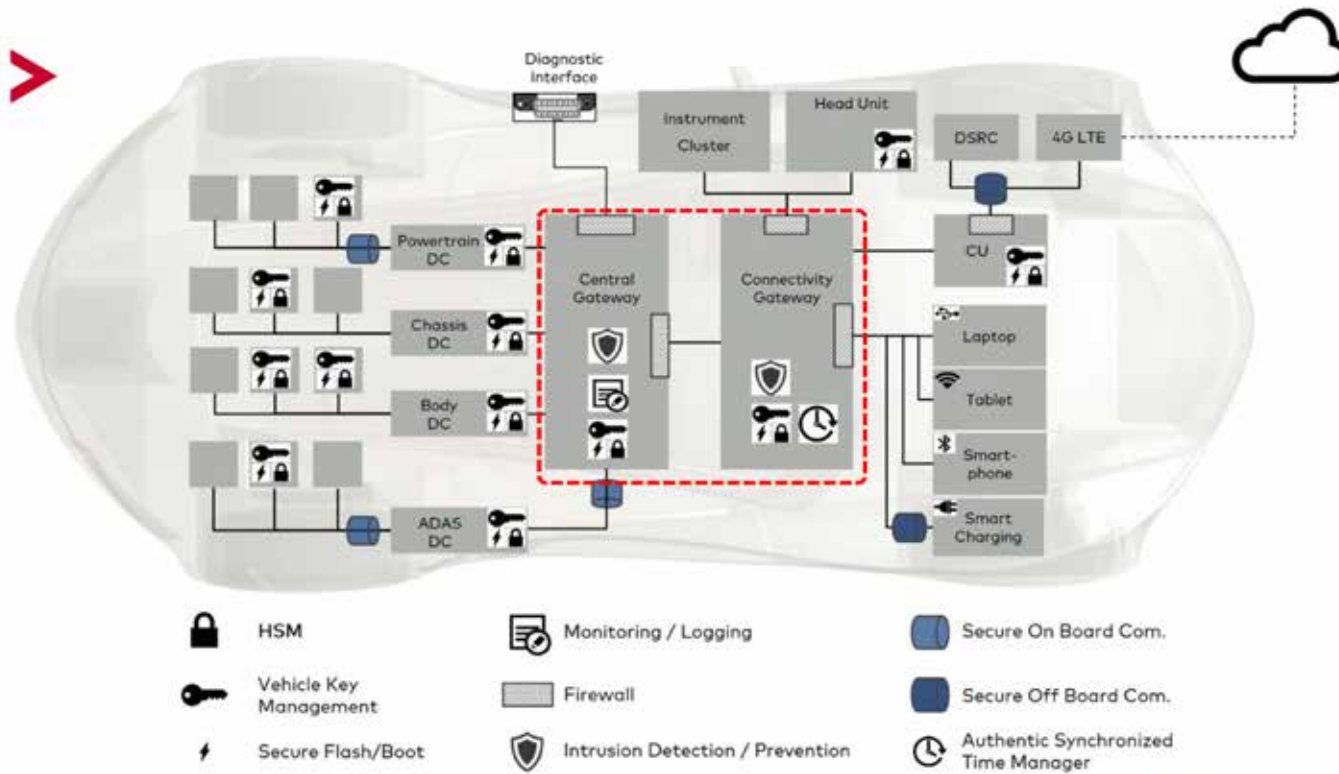 Diagnostic
Interface
Instrument
Cluster
Head Unit
DSRC
4G LTE
Powertrain
DC
Central
Gateway
Connectivity
Gateway
CU
Chassis
DC
Laptop
Body
DC
Tablet
Smart-
phone
ADAS
DC
Smart
Charging
HSM
Monitoring / Logging
Secure On Board Com.
Vehicle Key
Management
Firewall
Secure Off Board Com.
Secure Flash/Boot
Intrusion Detection / Prevention
Authentic Synchronized
Time Manager